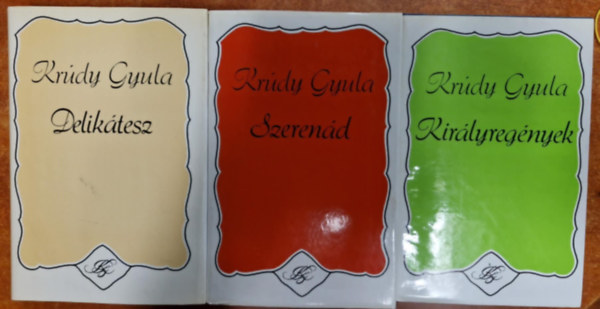 Krúdy Gyula
Delikátesz
Krúdy Gyula
Szerenád
Krúdy Gyula
Királyregények